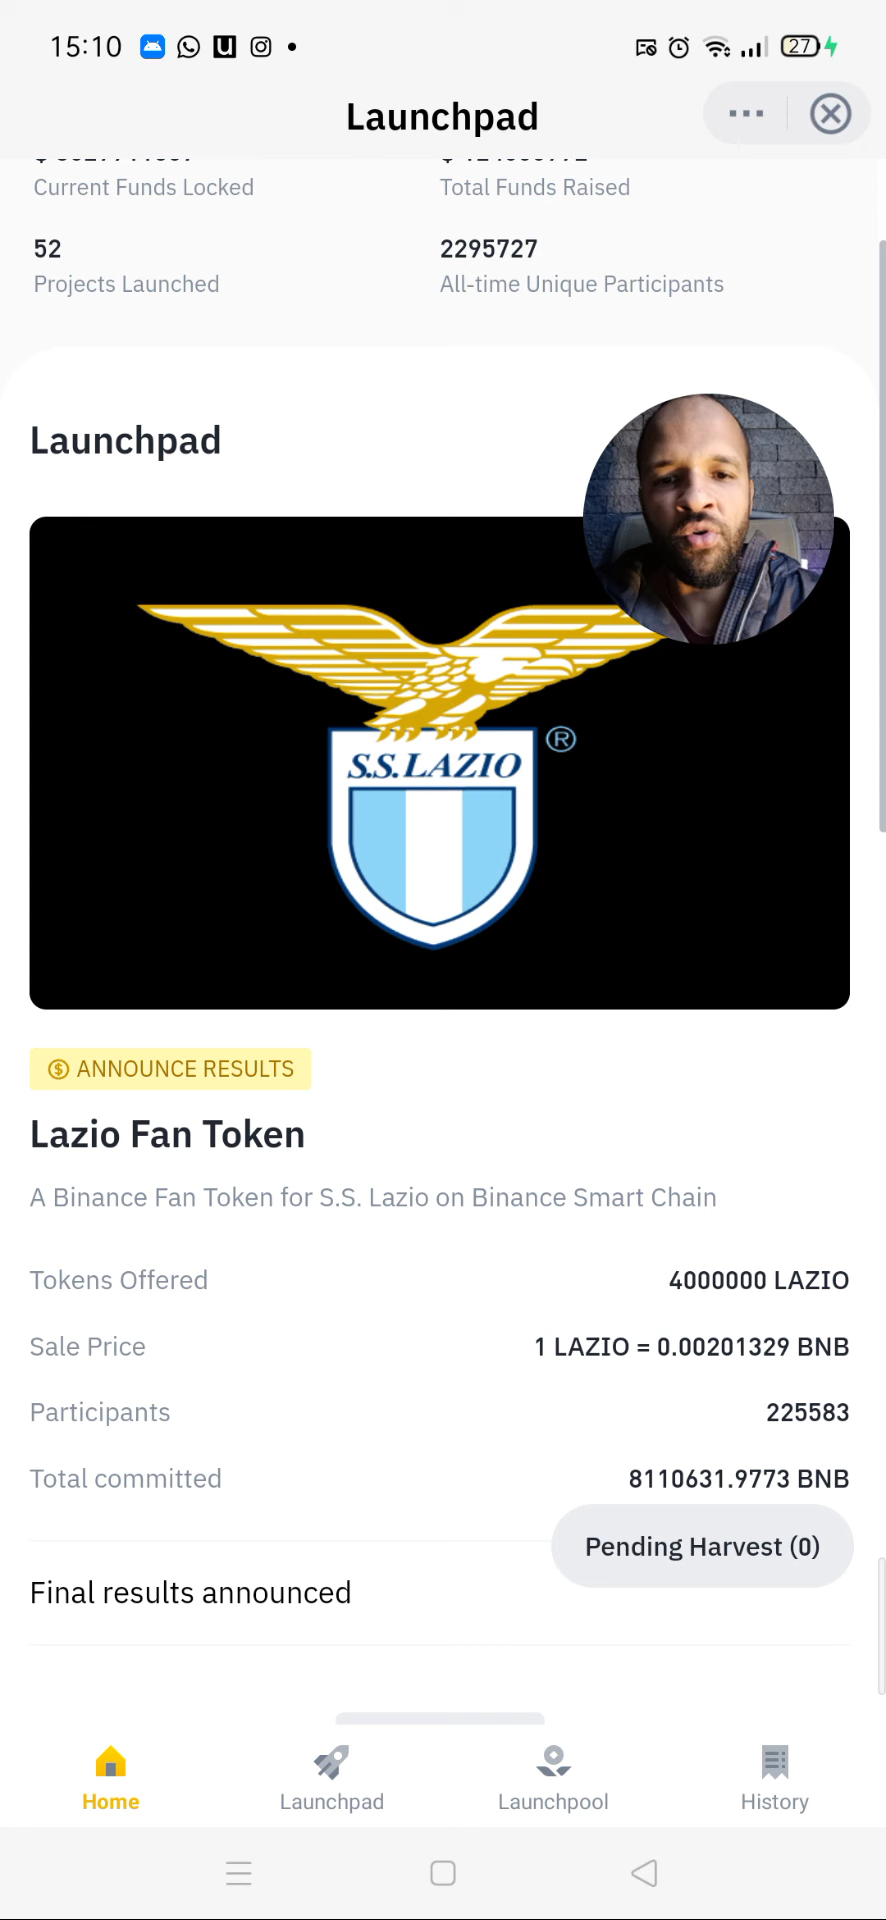 15:10
27
Launchpad
Current Funds Locked
Total Funds Raised
52
2295727
Projects Launched
All-time Unique Participants
Launchpad
S.S.LAZIO
®
ANNOUNCE RESULTS
Lazio Fan Token
A Binance Fan Token for S.S. Lazio on Binance Smart Chain
Tokens Offered
4000000 LAZIO
Sale Price
1 LAZIO = 0.00201329 BNB
Participants
225583
Total committed
8110631.9773 BNB
Pending Harvest (0)
Final results announced
Home
Launchpad
Launchpool
History